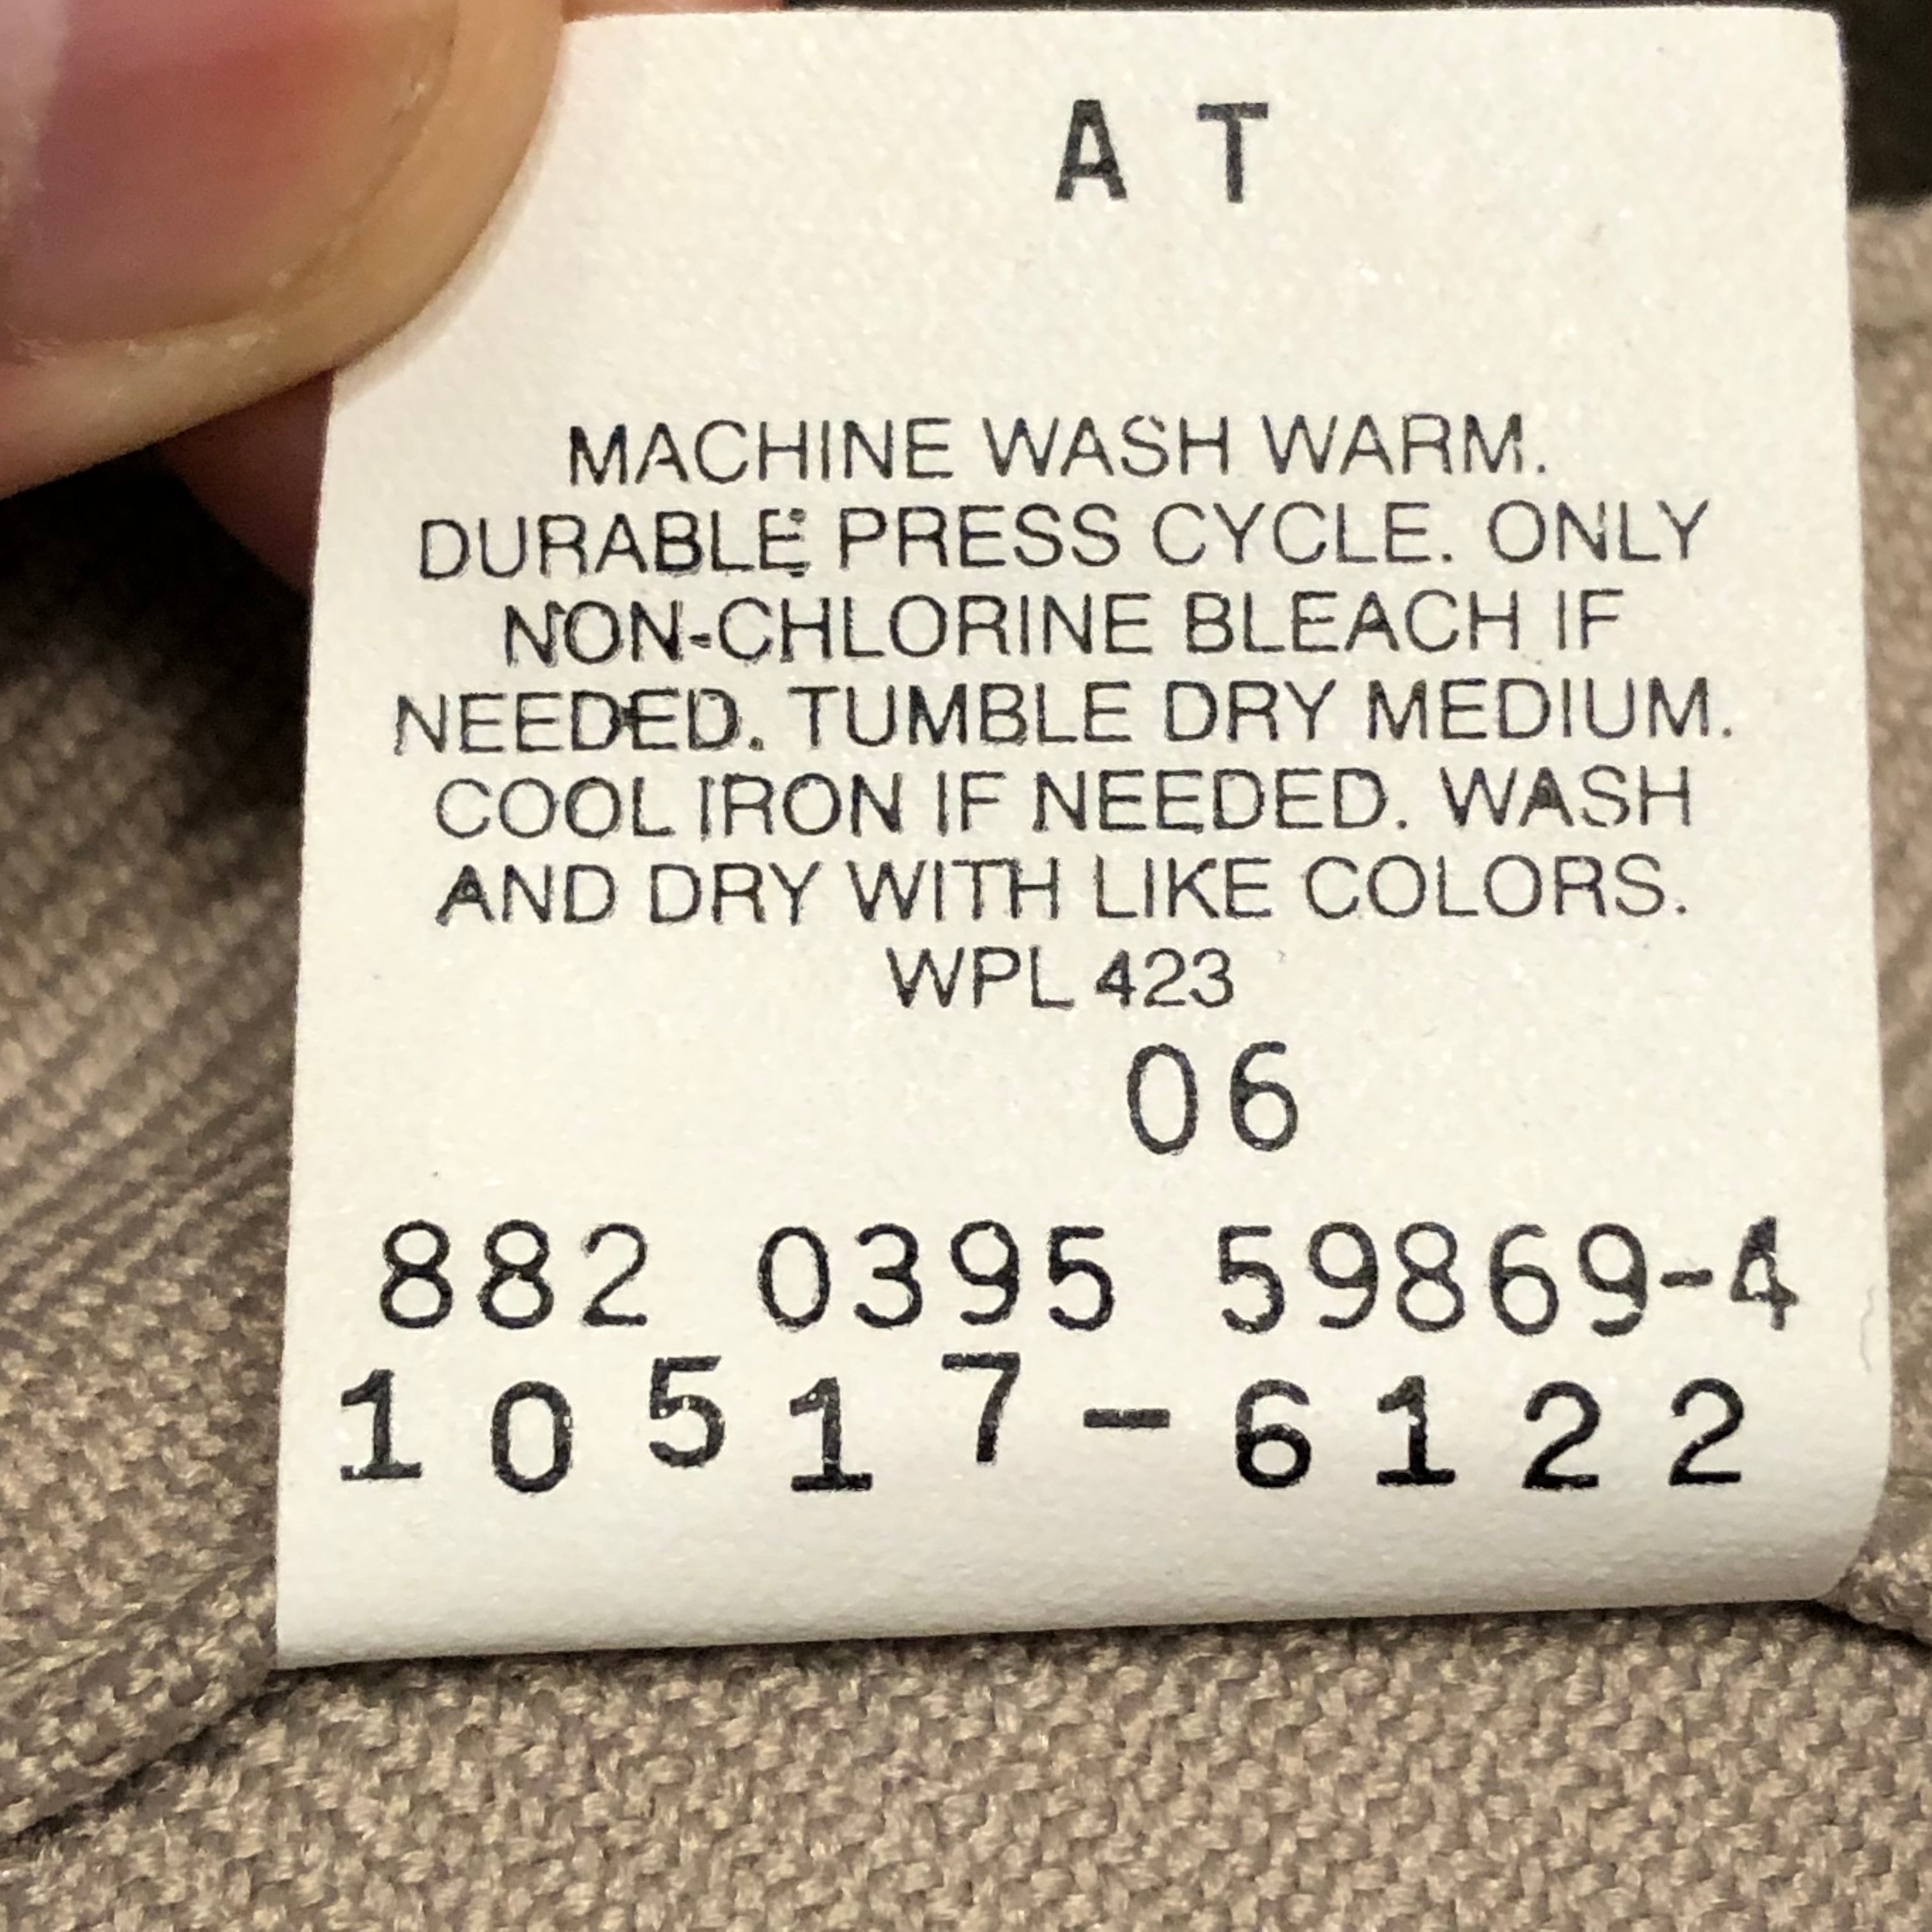 A T
MACHINE WASH WARM.
DURABLE PRESS CYCLE. ONLY
NON-CHLORINE BLEACH IF
NEEDED. TUMBLE DRY MEDIUM.
COOL IRON IF NEEDED. WASH
AND DRY WITH LIKE COLORS.
WPL 423
06
882 0395 59869-4
10517-6122